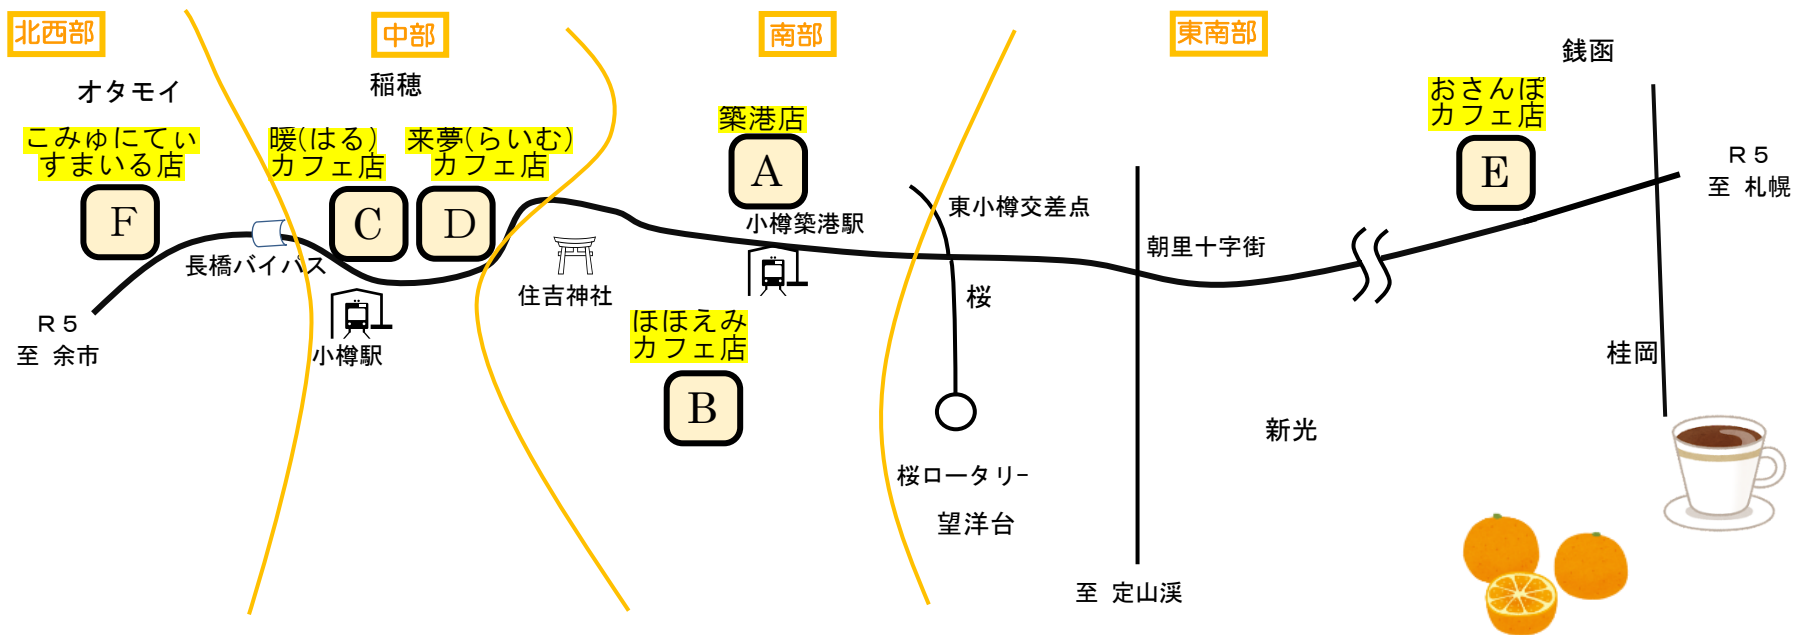 北西部
中部
南部
東南部
銭函
オタモイ
稲穂
こみゅにてぃ
すまいる店
暖(はる)
カフェ店
来夢(らいむ)
カフェ店
築港店
おさんぽ
カフェ店
F
C
D
A
E
R5
至 札幌
小樽築港駅
東小樽交差点
朝里十字街
長橋バイパス
住吉神社
桜
R5
至 余市
小樽駅
ほほえみ
カフェ店
B
桂岡
新光
桜ロータリー
望洋台
至 定山渓